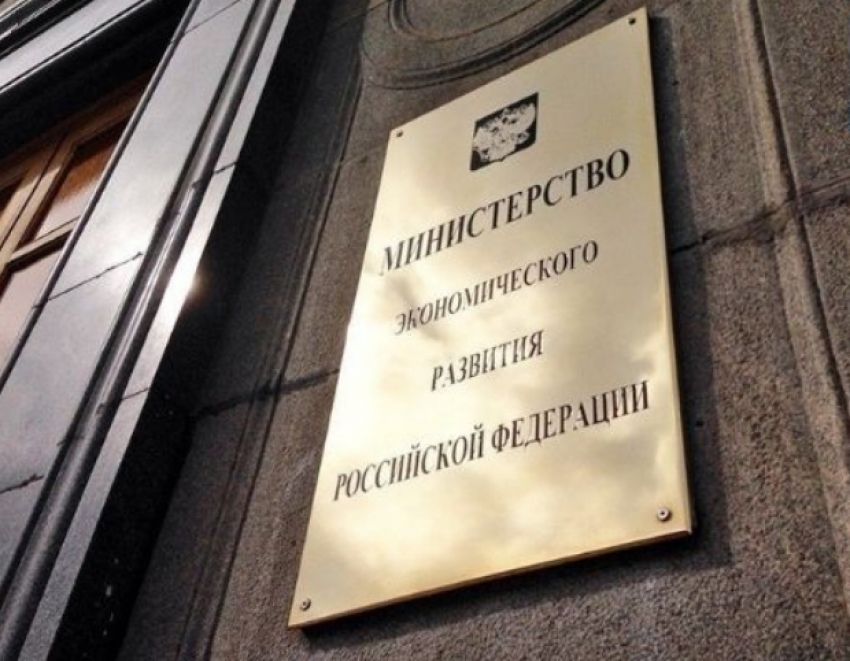 МИНИСТЕРСТВО
ЭКОНОМИЧЕСКОГО
РАЗВИТИЯ
РОССИЙСКОЙ ФЕДЕРАЦИИ